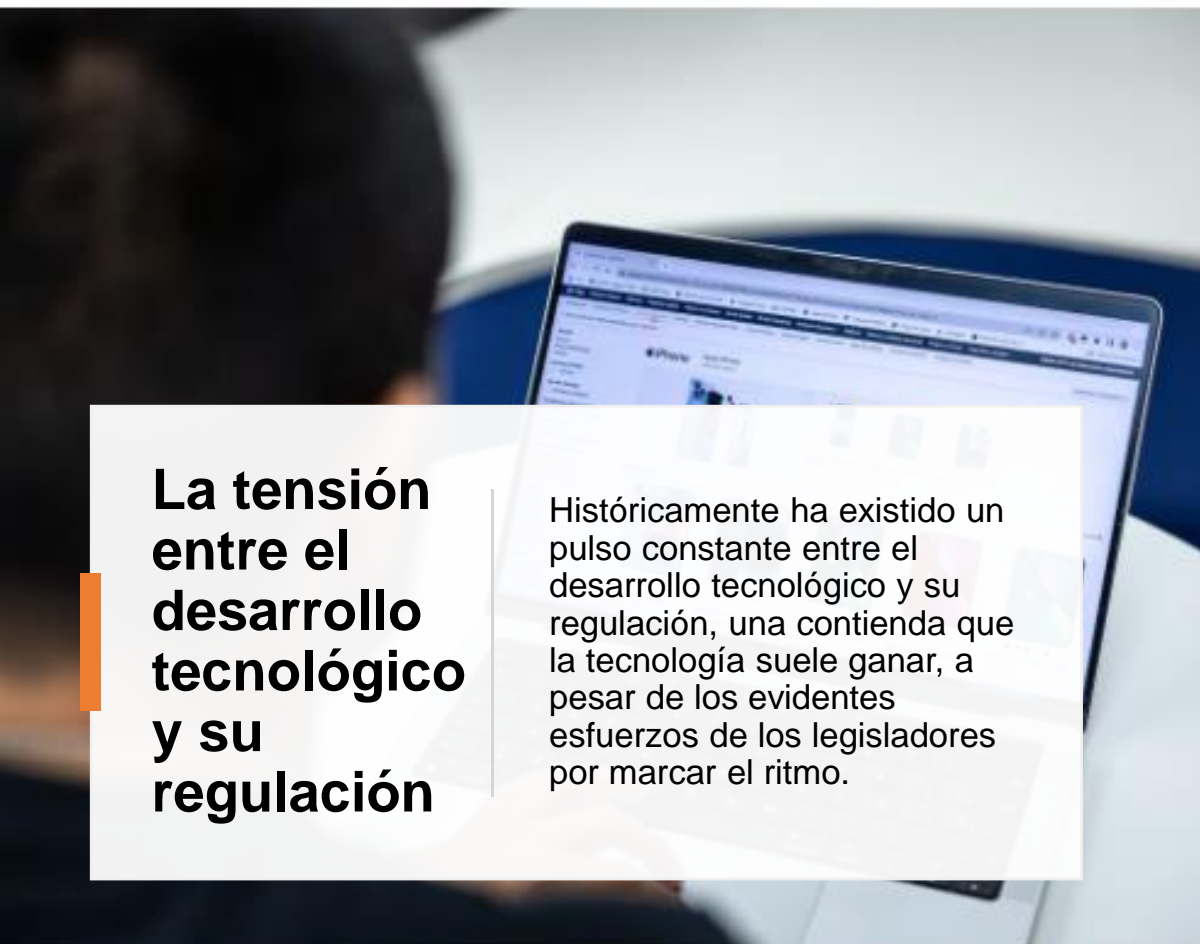 La tensión
entre el
desarrollo
tecnológico
y su
regulación
Históricamente ha existido un
pulso constante entre el
desarrollo tecnológico y su
regulación, una contienda que
la tecnología suele ganar, a
pesar de los evidentes
esfuerzos de los legisladores
por marcar el ritmo.